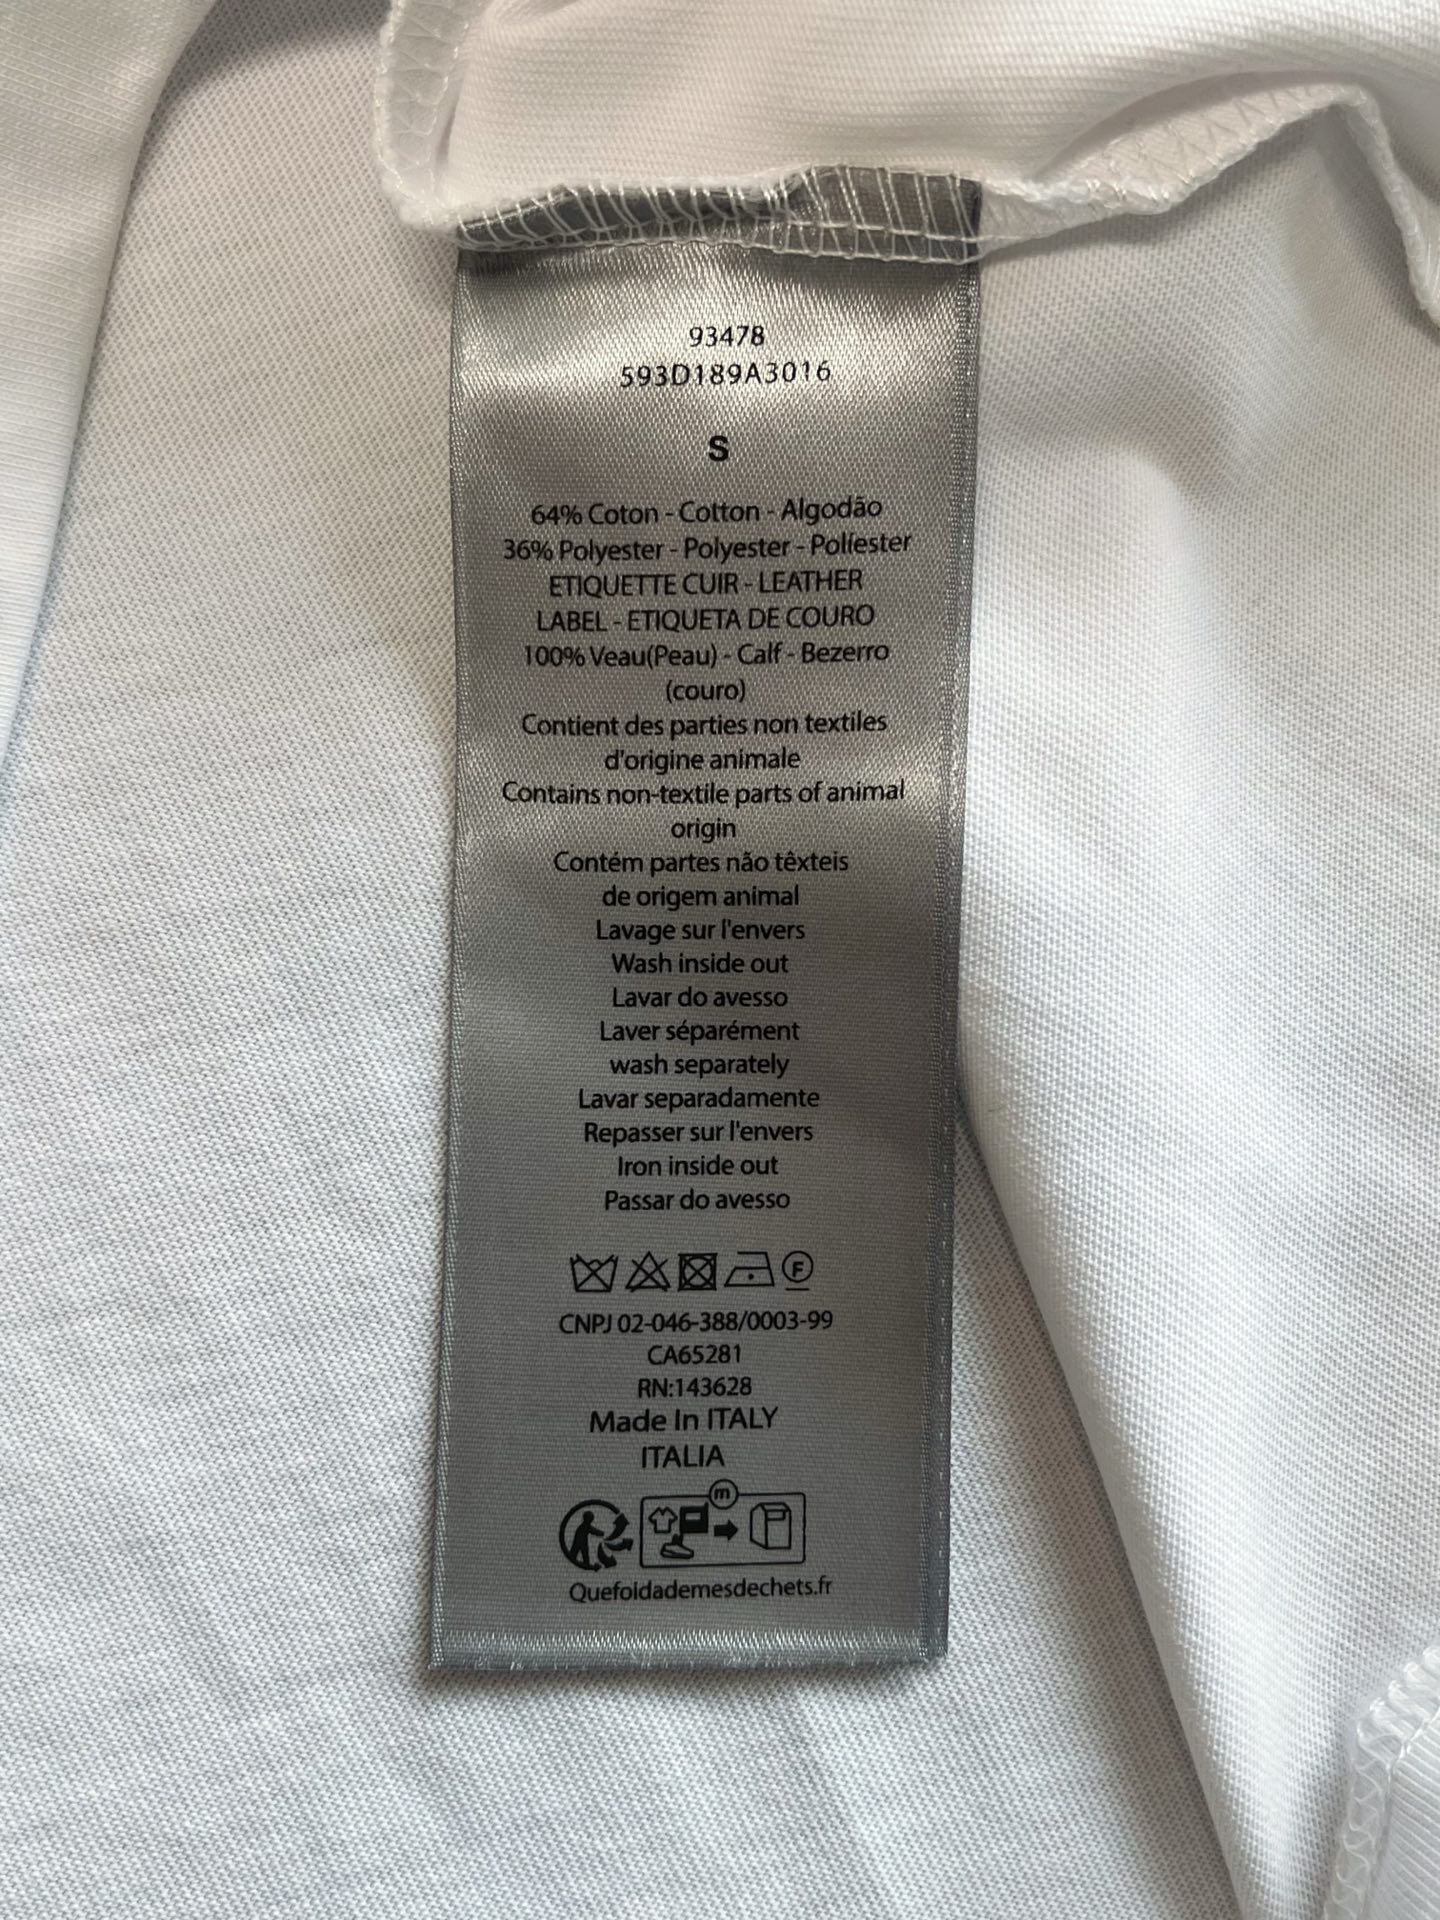 93478
593D189A3016
S
64% Coton - Cotton - Algodão
36% Polyester - Polyester - Políester
ETIQUETTE CUIR - LEATHER
LABEL - ETIQUETA DE COURO
100% Veau(Peau) - Calf - Bezerro
(couro)
Contient des parties non textiles
d'origine animale
Contains non-textile parts of animal
origin
Contém partes não têxteis
de origem animal
Lavage sur l'envers
Wash inside out
Lavar do avesso
Laver séparément
wash separately
Lavar separadamente
Repasser sur l'envers
Iron inside out
Passar do avesso
F
CNPJ 02-046-388/0003-99
CA65281
RN:143628
Made In ITALY
ITALIA
m
Quefoidademesdechets.fr